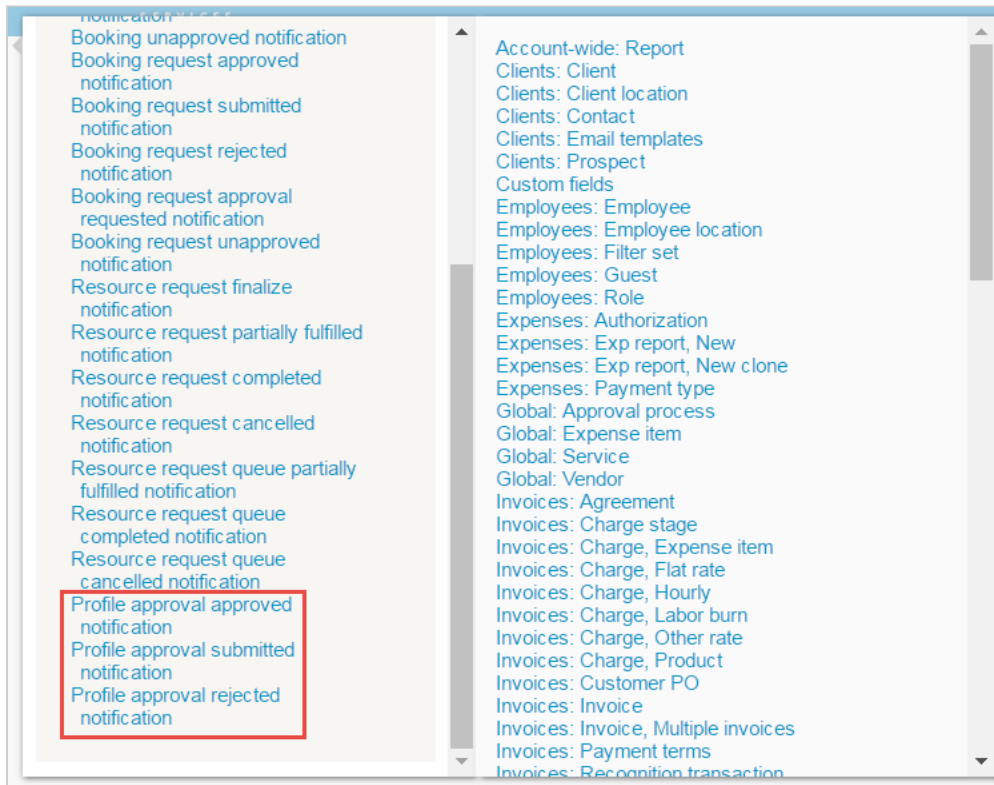 SERVICES
notification
Booking unapproved notification
Booking request approved
notification
Booking request submitted
notification
Booking request rejected
notification
Booking request approval
requested notification
Booking request unapproved
notification
Resource request finalize
notification
Resource request partially fulfilled
notification
Resource request completed
notification
Resource request cancelled
notification
Resource request queue partially
fulfilled notification
Resource request queue
completed notification
Resource request queue
cancelled notification
Profile approval approved
notification
Profile approval submitted
notification
Profile approval rejected
notification
Account-wide: Report
Clients: Client
Clients: Client location
Clients: Contact
Clients: Email templates
Clients: Prospect
Custom fields
Employees: Employee
Employees: Employee location
Employees: Filter set
Employees: Guest
Employees: Role
Expenses: Authorization
Expenses: Exp report, New
Expenses: Exp report, New clone
Expenses: Payment type
Global: Approval process
Global: Expense item
Global: Service
Global: Vendor
Invoices: Agreement
Invoices: Charge stage
Invoices: Charge, Expense item
Invoices: Charge, Flat rate
Invoices: Charge, Hourly
Invoices: Charge, Labor burn
Invoices: Charge, Other rate
Invoices: Charge, Product
Invoices: Customer PO
Invoices: Invoice
Invoices: Invoice, Multiple invoices
Invoices: Payment terms
Invoices: Recognition transaction